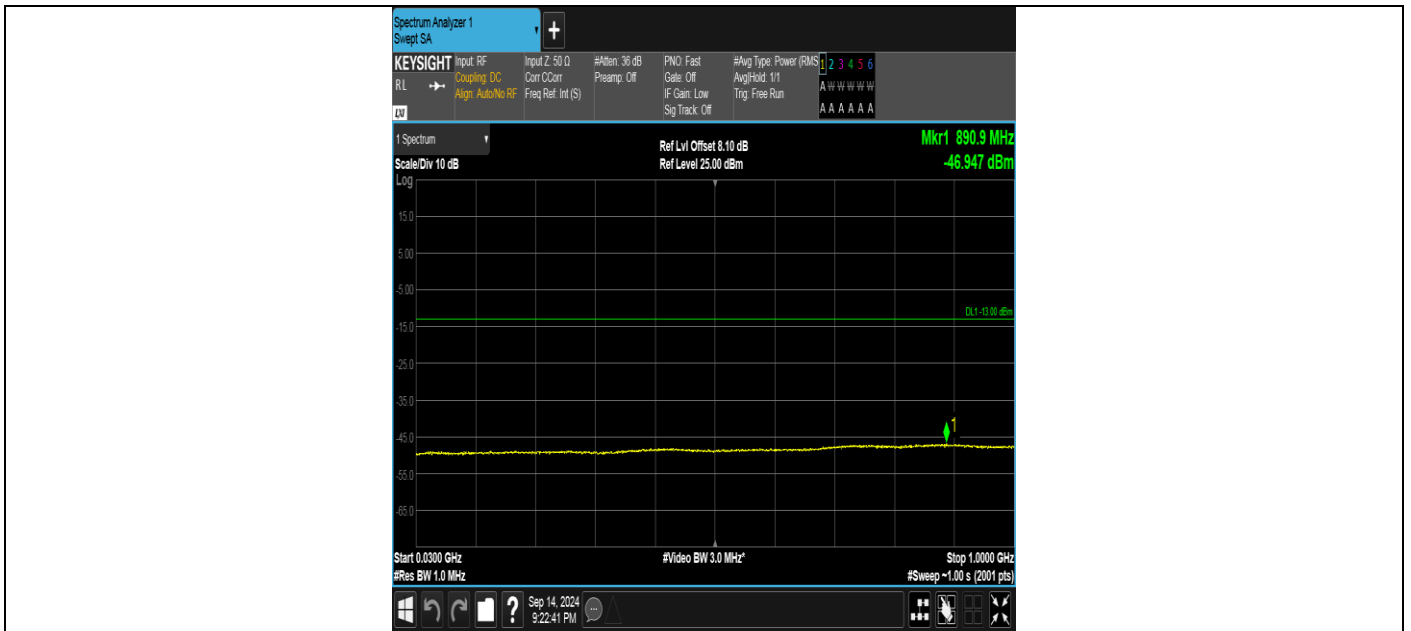 Spectrum Analyzer 1
Swept SA
KEYSIGHT
RL
LXI
Input: RF
Coupling: DC
Align: Auto/No RF
Input Z: 50 Ω
Corr CCorr
Freq Ref: Int (S)
#Atten: 36 dB
Preamp: Off
PNO: Fast
Gate: Off
IF Gain: Low
Sig Track: Off
#Avg Type: Power (RMS
Avg|Hold: 1/1
Trig: Free Run
1 2 3 4 5 6
A W W W W W
A A A A A A
1 Spectrum
Scale/Div 10 dB
Log
Ref Lvl Offset 8.10 dB
Ref Level 25.00 dBm
Mkr1 890.9 MHz
-46.947 dBm
15.0
5.00
-5.00
DL1 -13.00 dBm
-15.0
-25.0
-35.0
1
-45.0
-55.0
-65.0
Start 0.0300 GHz
#Res BW 1.0 MHz
#Video BW 3.0 MHz*
Stop 1.0000 GHz
#Sweep ~1.00 s (2001 pts)
?
Sep 14, 2024
9:22:41 PM